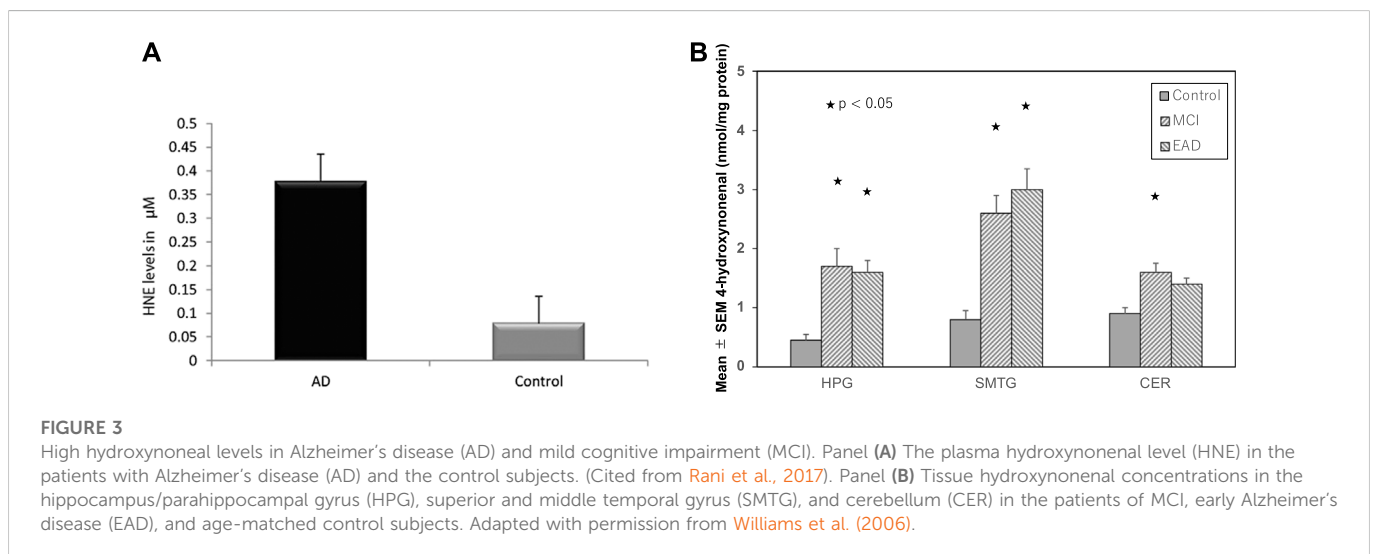 A
HNE levels in µM
0.5
0.45
0.4
0.35
0.3
0.25
0.2
0.15
0.1
0.05
0
AD
Control
B
Mean ± SEM 4-hydroxynonenal (nmol/mg protein)
5
4
3
2
1
0
★ p < 0.05
★
★
★
★
★
Control
MCI
EAD
HPG
SMTG
CER
FIGURE 3
High hydroxynoneal levels in Alzheimer's disease (AD) and mild cognitive impairment (MCI). Panel (A) The plasma hydroxynonenal level (HNE) in the
patients with Alzheimer's disease (AD) and the control subjects. (Cited from Rani et al., 2017). Panel (B) Tissue hydroxynonenal concentrations in the
hippocampus/parahippocampal gyrus (HPG), superior and middle temporal gyrus (SMTG), and cerebellum (CER) in the patients of MCI, early Alzheimer's
disease (EAD), and age-matched control subjects. Adapted with permission from Williams et al. (2006).